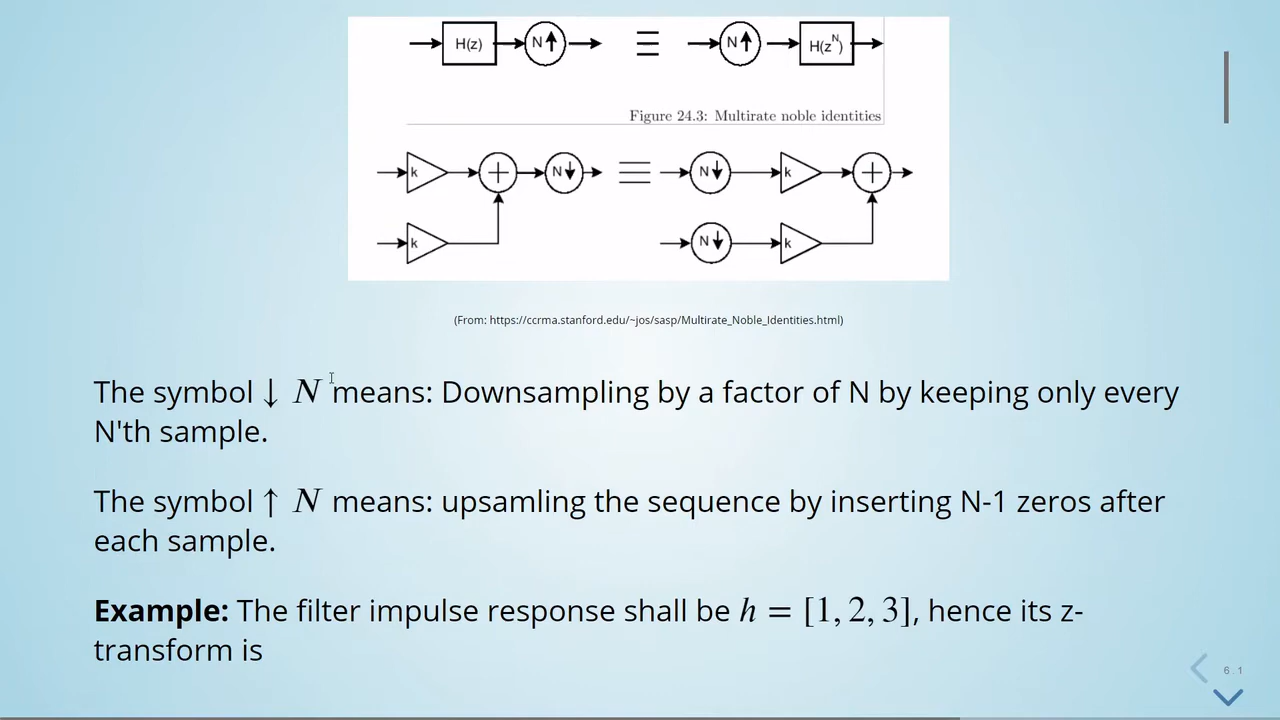 H(z) N N H(z^N)
Figure 24.3: Multirate noble identities
k + N N k +
k N k
(From: https://ccrma.stanford.edu/~jos/sasp/Multirate_Noble_Identities.html)
The symbol ↓ N means: Downsampling by a factor of N by keeping only every
N'th sample.
The symbol ↑ N means: upsamling the sequence by inserting N-1 zeros after
each sample.
Example: The filter impulse response shall be h = [1, 2, 3], hence its z-
transform is
6.1